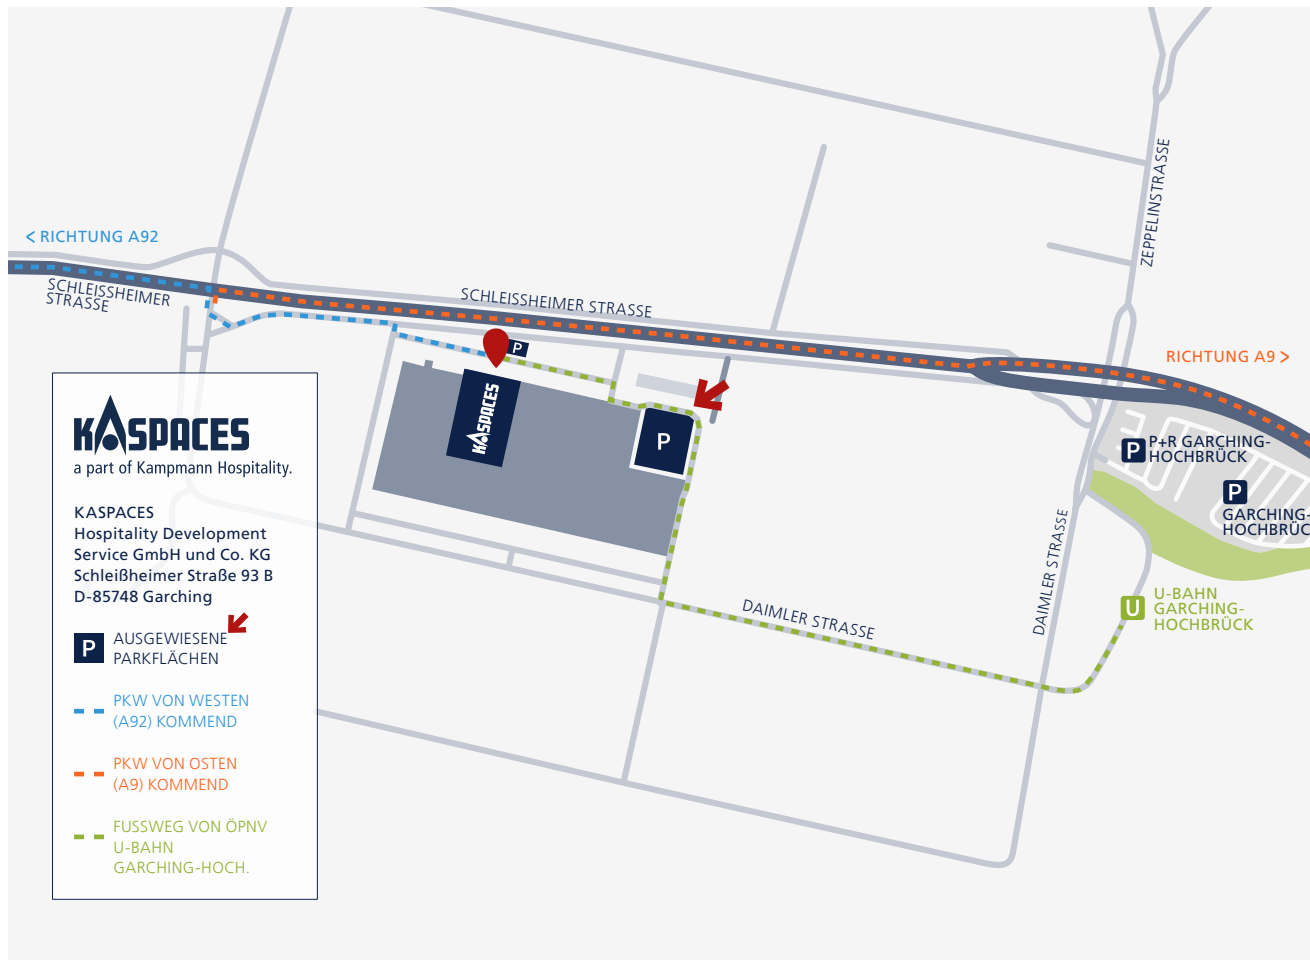 ZEPPELINSTRASSE
< RICHTUNG A92
SCHLEISSHEIMER
STRASSE
SCHLEISSHEIMER STRASSE
P
RICHTUNG A9 >
KASPACES
P
P
P+R GARCHING-
HOCHBRÜCK
P
GARCHING-
HOCHBRÜC
DAIMLER STRASSE
DAIMLER STRASSE
U
U-BAHN
GARCHING-
HOCHBRÜCK
KASPACES
a part of Kampmann Hospitality.
KASPACES
Hospitality Development
Service GmbH und Co. KG
Schleißheimer Straße 93 B
D-85748 Garching
P
AUSGEWIESENE
PARKFLÄCHEN
PKW VON WESTEN
(A92) KOMMEND
PKW VON OSTEN
(A9) KOMMEND
FUSSWEG VON ÖPNV
U-BAHN
GARCHING-HOCH.